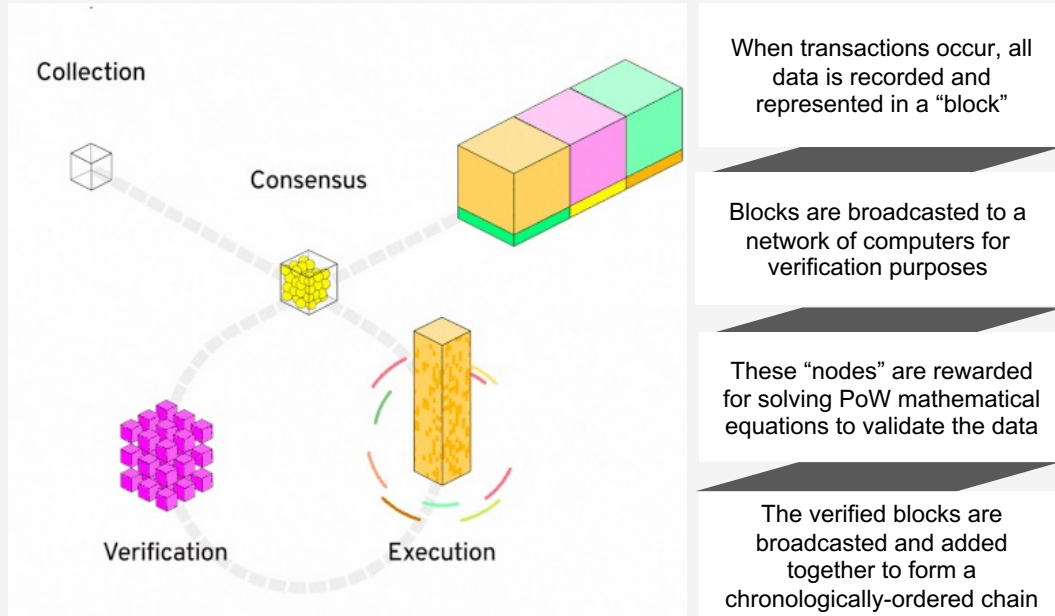 Collection
Consensus
Verification
Execution
When transactions occur, all
data is recorded and
represented in a “block”
Blocks are broadcasted to a
network of computers for
verification purposes
These “nodes” are rewarded
for solving PoW mathematical
equations to validate the data
The verified blocks are
broadcasted and added
together to form a
chronologically-ordered chain